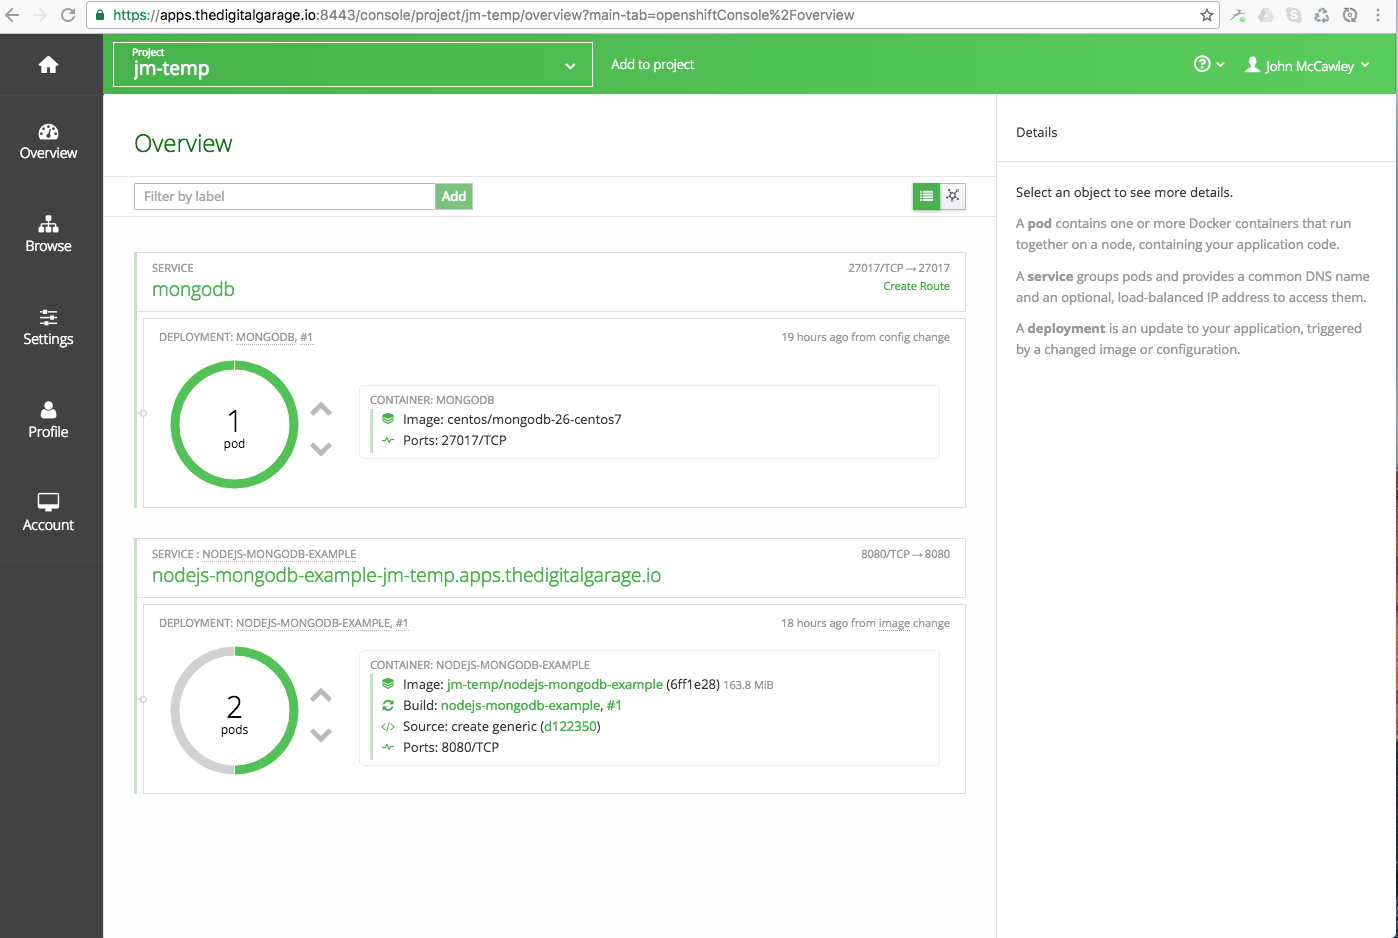 https://apps.thedigitalgarage.io:8443/console/project/jm-temp/overview?main-tab=openshiftConsole%2Foverview
Project
jm-temp
Add to project
John McCawley
Overview
Browse
Settings
Profile
Account
Overview
Filter by label
Add
SERVICE
27017/TCP→27017
mongodb
Create Route
DEPLOYMENT: MONGODB, #1
19 hours ago from config change
1
pod
CONTAINER: MONGODB
Image: centos/mongodb-26-centos7
Ports: 27017/TCP
SERVICE : NODEJS-MONGODB-EXAMPLE
8080/TCP→8080
nodejs-mongodb-example-jm-temp.apps.thedigitalgarage.io
DEPLOYMENT: NODEJS-MONGODB-EXAMPLE, #1
18 hours ago from image change
2
pods
CONTAINER: NODEJS-MONGODB-EXAMPLE
Image: jm-temp/nodejs-mongodb-example (6ff1e28) 163.8 MiB
Build: nodejs-mongodb-example, #1
Source: create generic (d122350)
Ports: 8080/TCP
Details
Select an object to see more details.
A pod contains one or more Docker containers that run
together on a node, containing your application code.
A service groups pods and provides a common DNS name
and an optional, load-balanced IP address to access them.
A deployment is an update to your application, triggered
by a changed image or configuration.